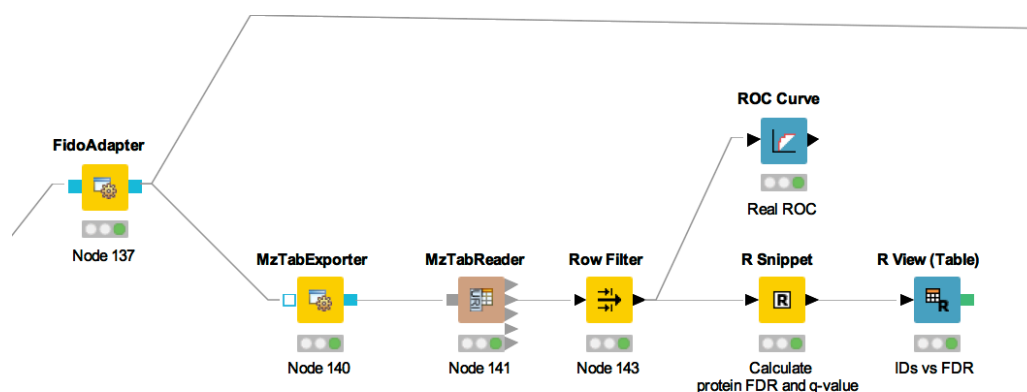 ROC Curve
FidoAdapter
Real ROC
Node 137
MzTabExporter
MzTabReader
Row Filter
R Snippet
R View (Table)
R
R
Node 140
Node 141
Node 143
Calculate
protein FDR and q-value
IDs vs FDR